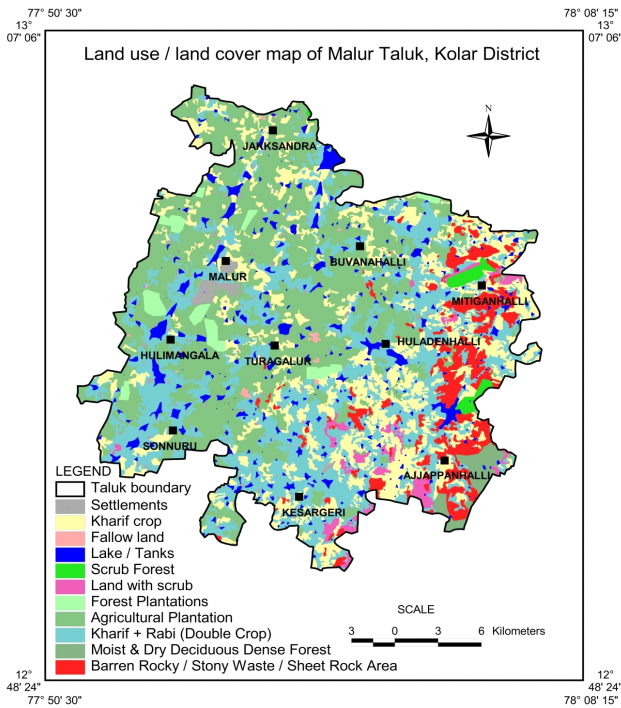 77° 50' 30"
78° 08' 15"
13°
07' 06"
13°
07' 06"
Land use / land cover map of Malur Taluk, Kolar District
N
JAKKSANDRA
BUVANAHALLI
MALUR
MITIGANHALLI
HULADENHALLI
HULIMANGALA
TURAGALUR
SONNURU
AJJAPPANHALLI
KESARGERI
LEGEND
Taluk boundary
Settlements
Kharif crop
Fallow land
Lake / Tanks
Scrub Forest
Land with scrub
Forest Plantations
Agricultural Plantation
Kharif + Rabi (Double Crop)
Moist & Dry Deciduous Dense Forest
Barren Rocky / Stony Waste / Sheet Rock Area
SCALE
3 0 3 6 Kilometers
12°
48' 24"
12°
48' 24"
77° 50' 30"
78° 08' 15"